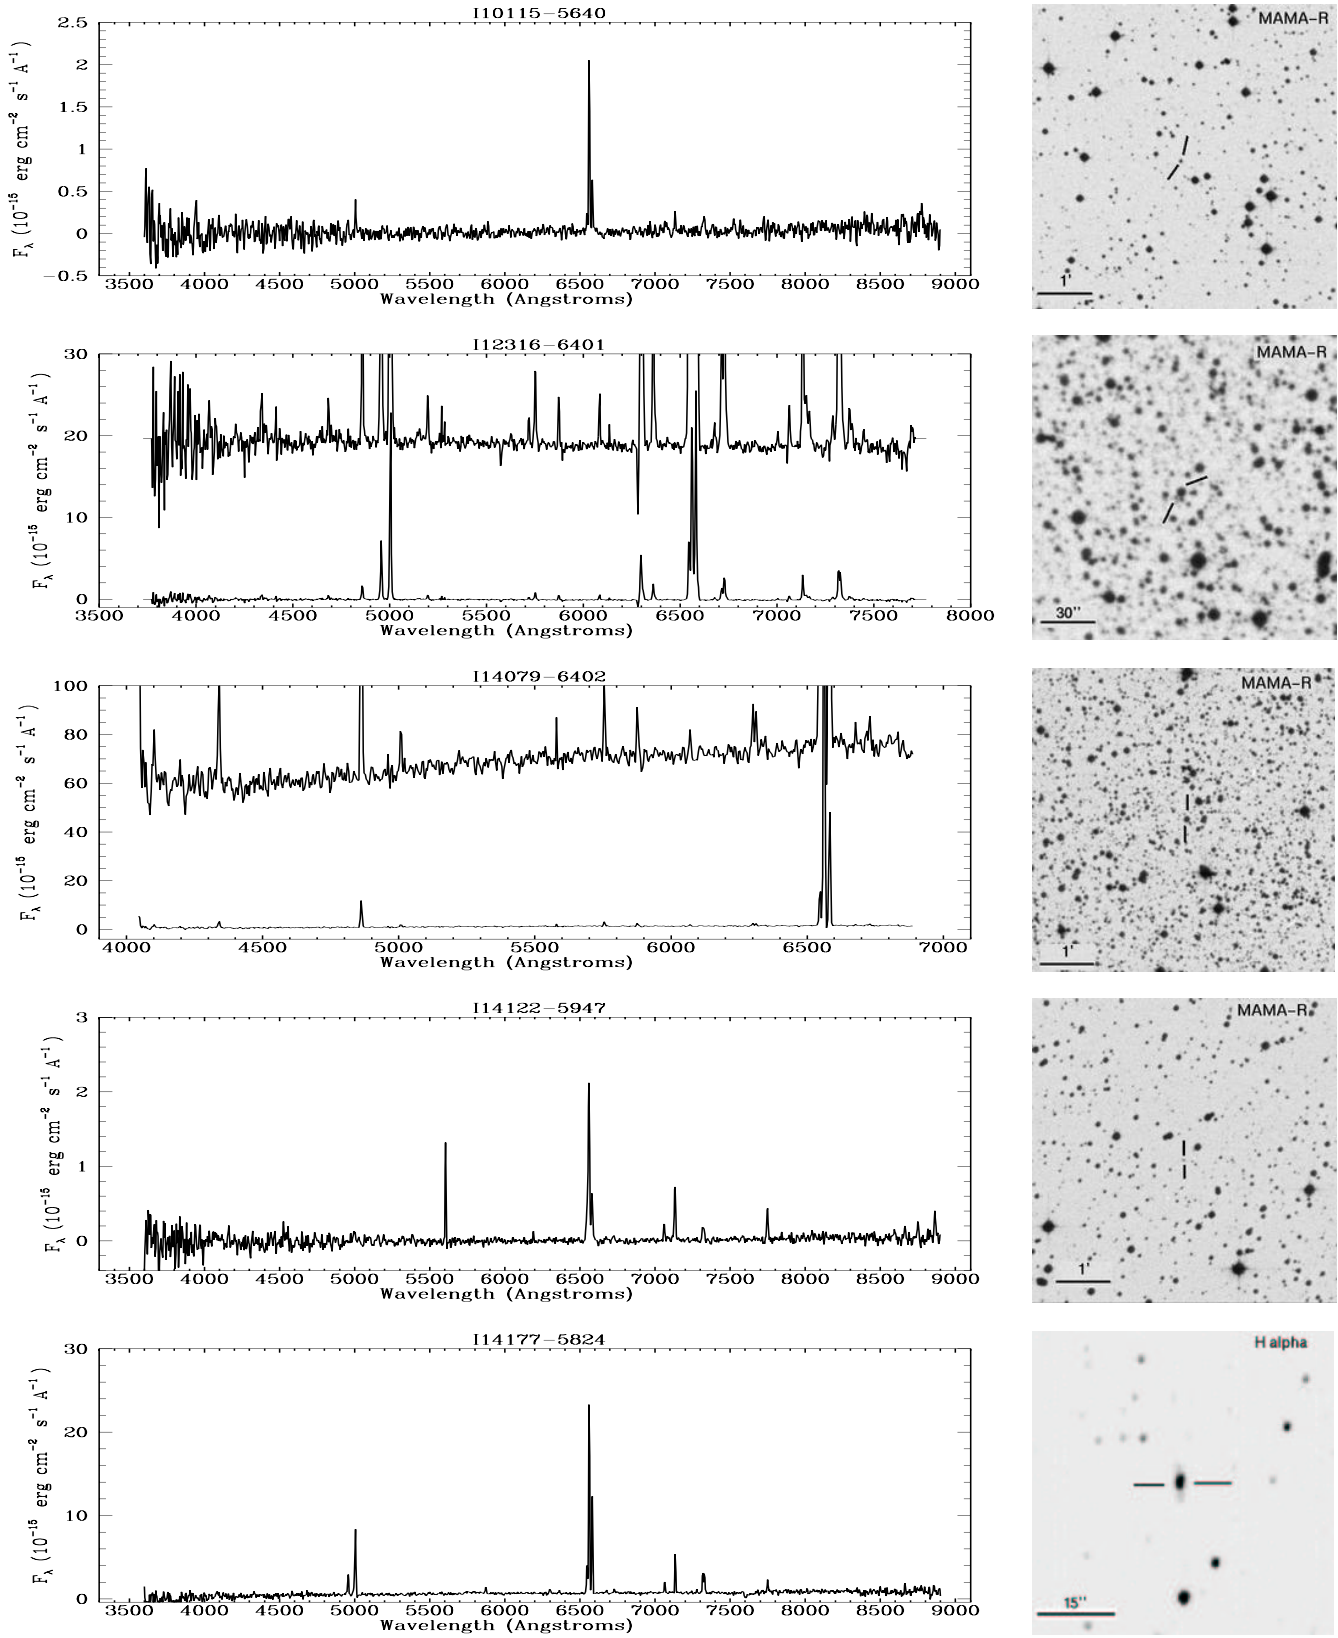 I10115−5640
MAMA-R
2.5
2
1.5
1
0.5
0
−0.5
F_λ (10^−15 erg cm^−2 s^−1 A^−1)
3500 4000 4500 5000 5500 6000 6500 7000 7500 8000 8500 9000
Wavelength (Angstroms)
1'
I12316−6401
MAMA-R
30
20
10
0
F_λ (10^−15 erg cm^−2 s^−1 A^−1)
3500 4000 4500 5000 5500 6000 6500 7000 7500 8000
Wavelength (Angstroms)
30''
I14079−6402
MAMA-R
100
80
60
40
20
0
F_λ (10^−15 erg cm^−2 s^−1 A^−1)
4000 4500 5000 5500 6000 6500 7000
Wavelength (Angstroms)
1'
I14122−5947
MAMA-R
3
2
1
0
F_λ (10^−15 erg cm^−2 s^−1 A^−1)
3500 4000 4500 5000 5500 6000 6500 7000 7500 8000 8500 9000
Wavelength (Angstroms)
1'
I14177−5824
H alpha
30
20
10
0
F_λ (10^−15 erg cm^−2 s^−1 A^−1)
3500 4000 4500 5000 5500 6000 6500 7000 7500 8000 8500 9000
Wavelength (Angstroms)
15''